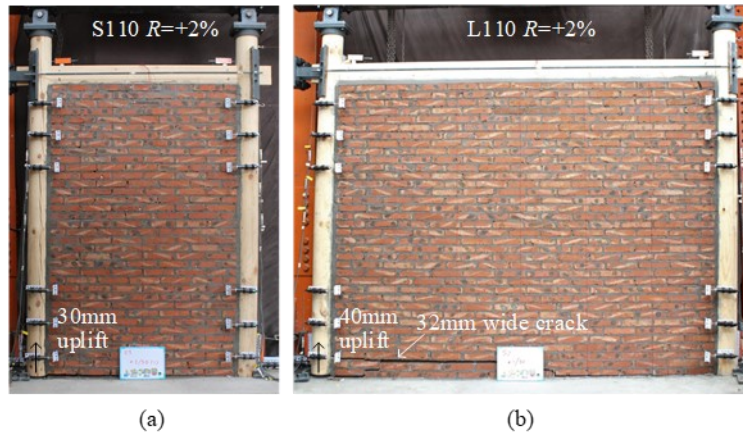 S110 R=+2%
L110 R=+2%
30mm
uplift
40mm
uplift
32mm wide crack
(a)
(b)